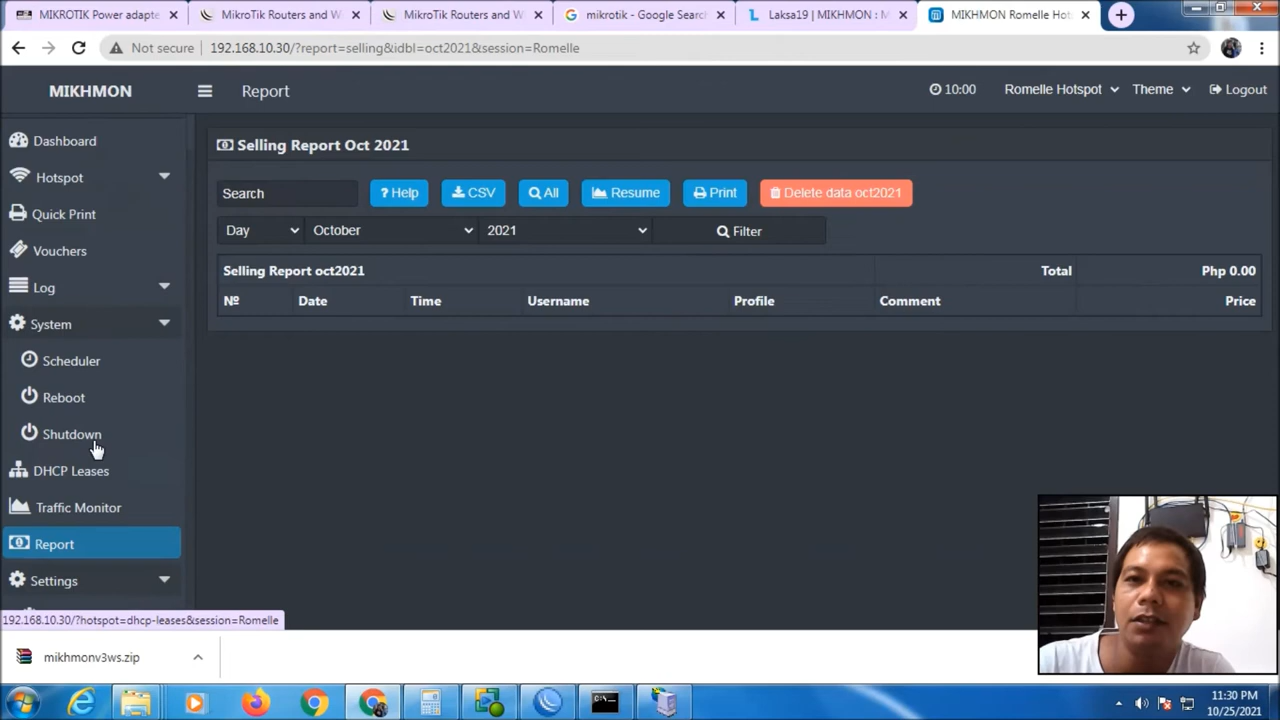 MIKROTIK Power adapte
MikroTik Routers and W
MikroTik Routers and W
mikrotik - Google Searc
Laksa19 | MIKHMON : M
MIKHMON Romelle Hot
Not secure
192.168.10.30/?report=selling&idbl=oct2021&session=Romelle
MIKHMON
Report
10:00
Romelle Hotspot
Theme
Logout
Dashboard
Hotspot
Quick Print
Vouchers
Log
System
Scheduler
Reboot
Shutdown
DHCP Leases
Traffic Monitor
Report
Settings
Selling Report Oct 2021
Search
? Help
CSV
All
Resume
Print
Delete data oct2021
Day
October
2021
Filter
Selling Report oct2021
Total
Php 0.00
№
Date
Time
Username
Profile
Comment
Price
192.168.10.30/?hotspot=dhcp-leases&session=Romelle
mikhmonv3ws.zip
11:30 PM
10/25/2021